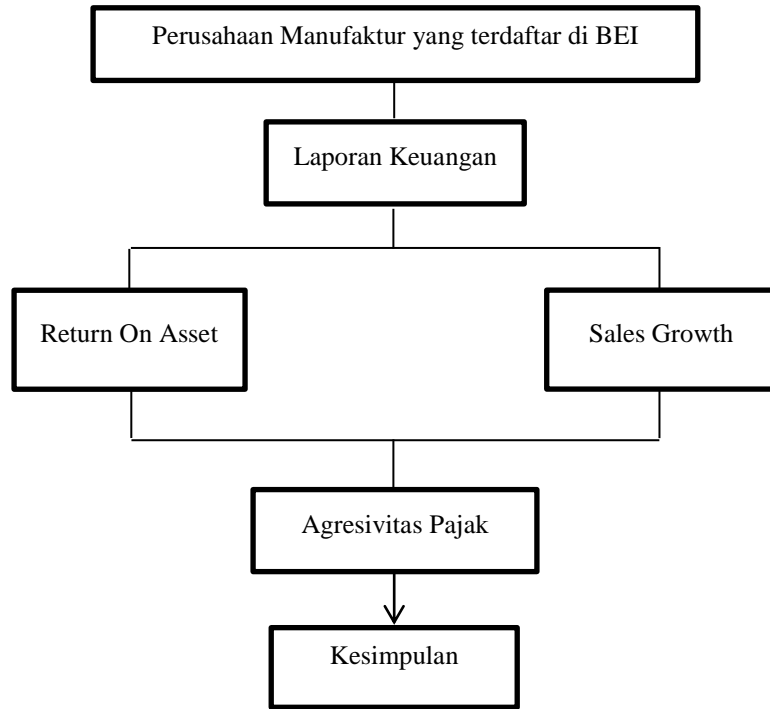 Perusahaan Manufaktur yang terdaftar di BEI
Laporan Keuangan
Return On Asset
Sales Growth
Agresivitas Pajak
Kesimpulan